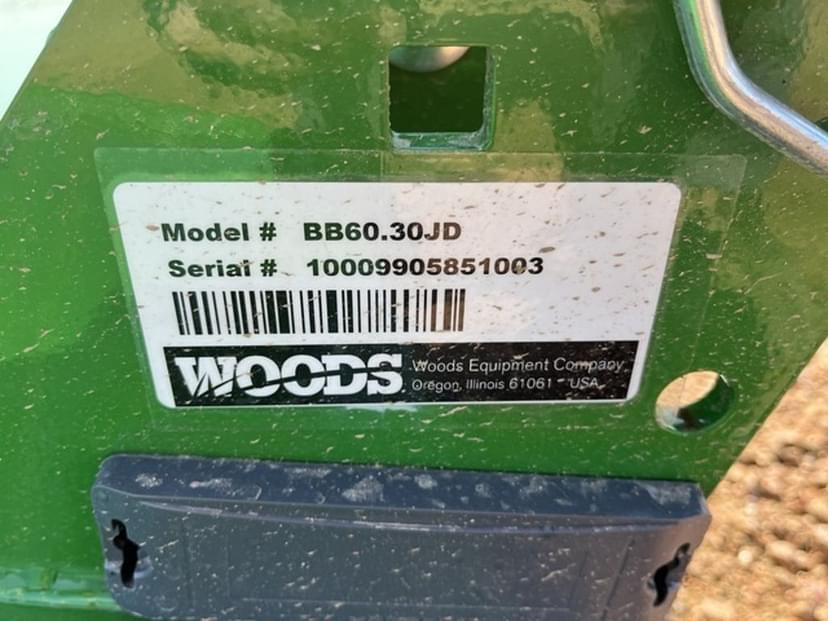 Model # BB60.30JD
Serial # 10009905851003
WOODS
Woods Equipment Company
Oregon, Illinois 61061 - USA